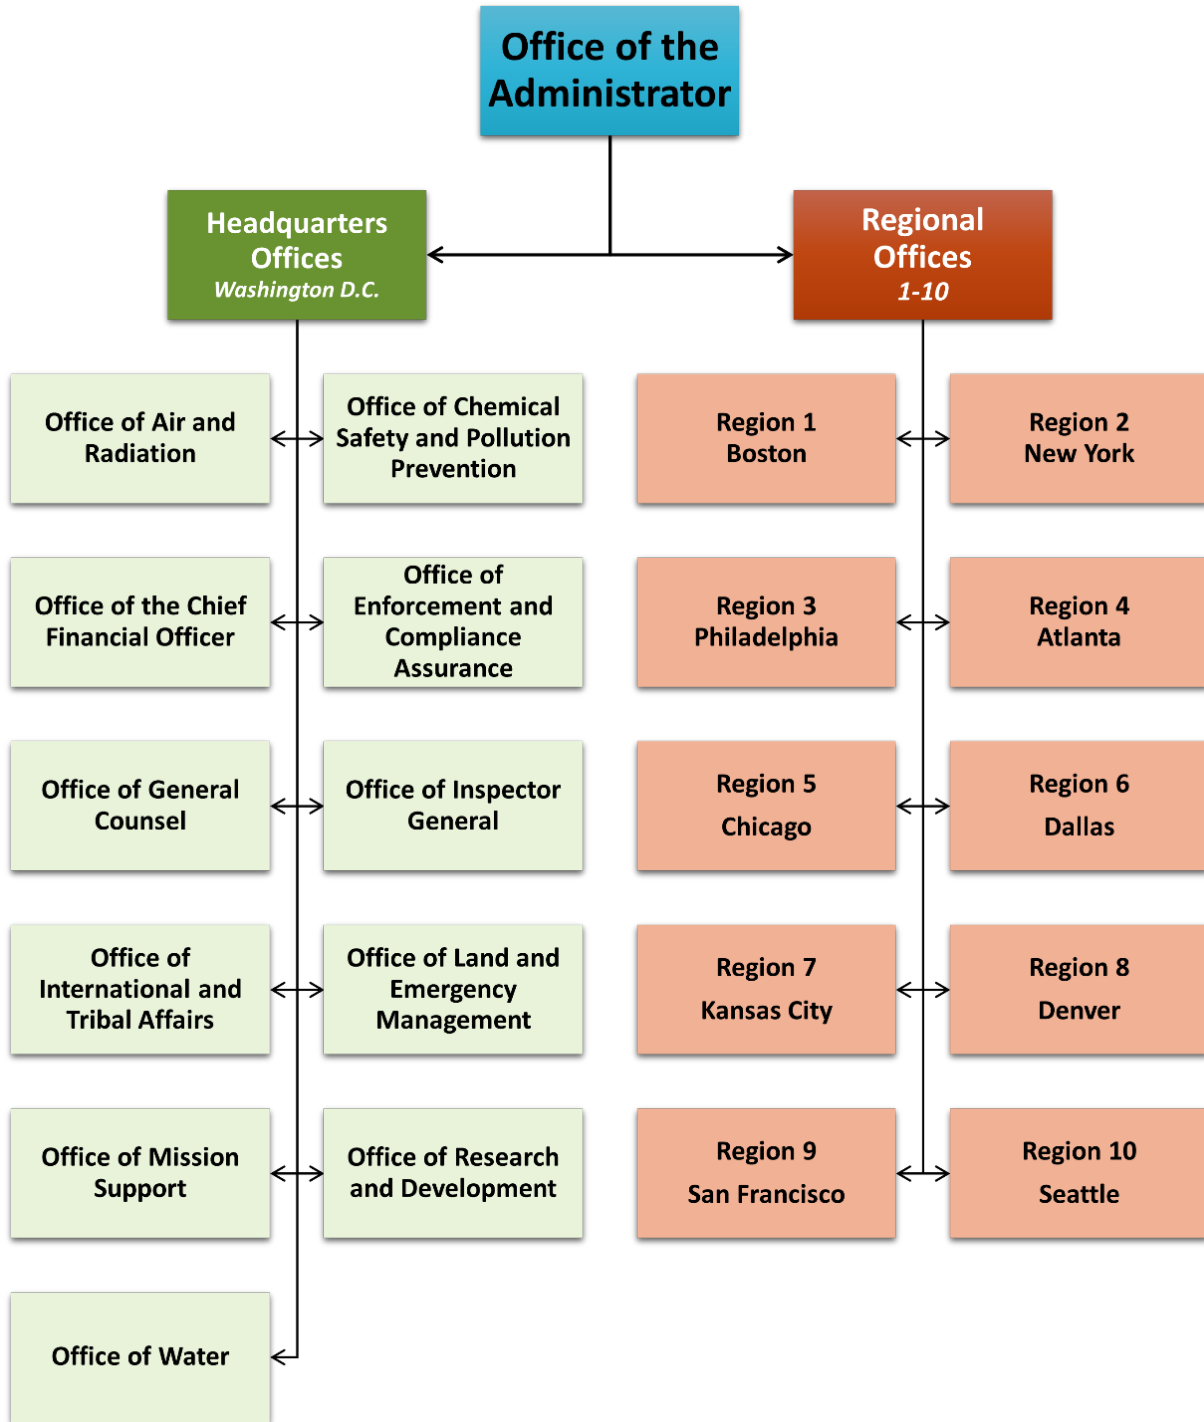 Office of the
Administrator
Headquarters
Offices
Washington D.C.
Regional
Offices
1-10
Office of Air and
Radiation
Office of Chemical
Safety and Pollution
Prevention
Region 1
Boston
Region 2
New York
Office of the Chief
Financial Officer
Office of
Enforcement and
Compliance
Assurance
Region 3
Philadelphia
Region 4
Atlanta
Office of General
Counsel
Office of Inspector
General
Region 5
Chicago
Region 6
Dallas
Office of
International and
Tribal Affairs
Office of Land and
Emergency
Management
Region 7
Kansas City
Region 8
Denver
Office of Mission
Support
Office of Research
and Development
Region 9
San Francisco
Region 10
Seattle
Office of Water